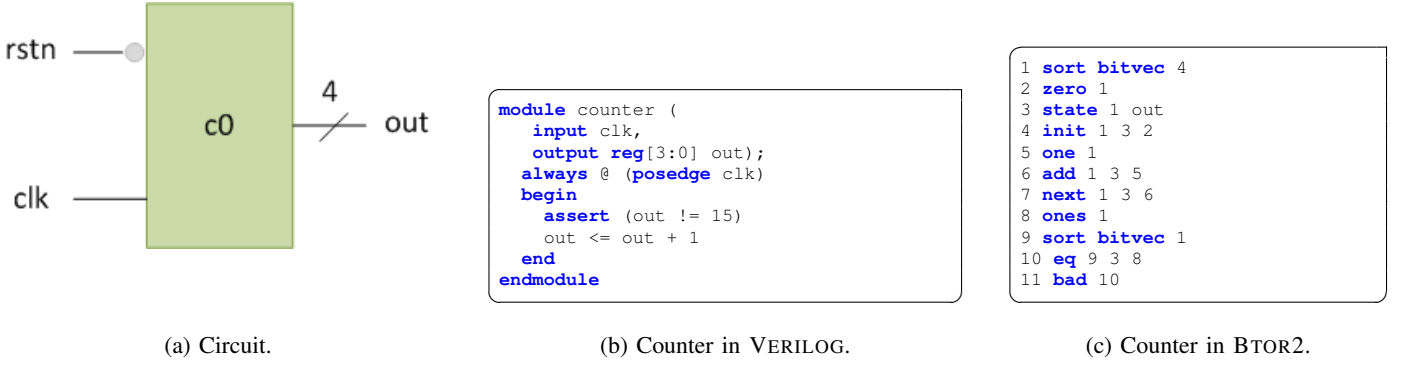 rstn
c0
4
out
clk
module counter (
input clk,
output reg[3:0] out);
always @ (posedge clk)
begin
assert (out != 15)
out <= out + 1
end
endmodule
1 sort bitvec 4
2 zero 1
3 state 1 out
4 init 1 3 2
5 one 1
6 add 1 3 5
7 next 1 3 6
8 ones 1
9 sort bitvec 1
10 eq 9 3 8
11 bad 10
(a) Circuit.
(b) Counter in VERILOG.
(c) Counter in BTOR2.